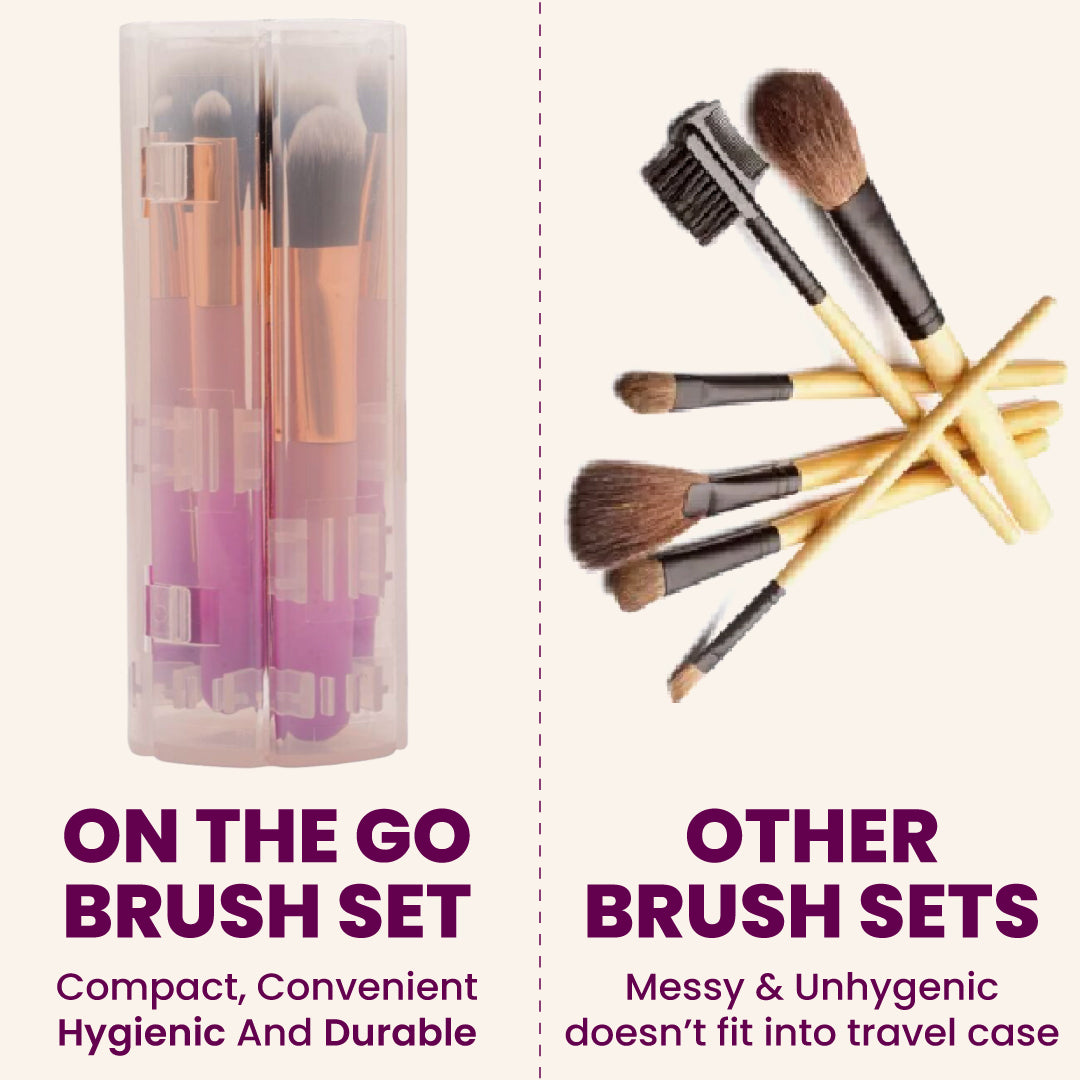 ON THE GO
BRUSH SET
Compact, Convenient
Hygienic And Durable
OTHER
BRUSH SETS
Messy & Unhygenic
doesn’t fit into travel case